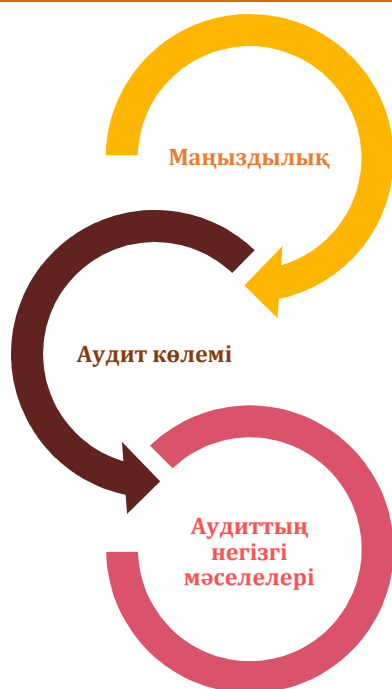 Маңыздылық
Аудит көлемі
Аудиттың
негізгі
мәселелері